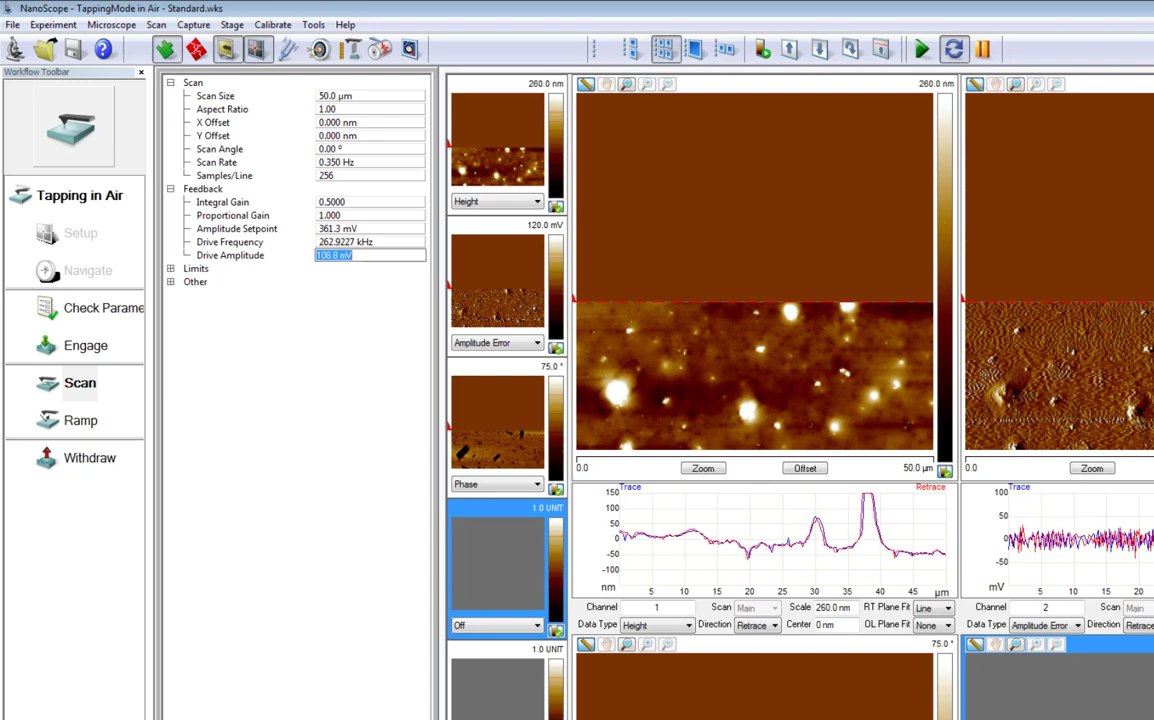 NanoScope - TappingMode in Air - Standard.wks
File Experiment Microscope Scan Capture Stage Calibrate Tools Help
Workflow Toolbar
Tapping in Air
Setup
Navigate
Check Parame
Engage
Scan
Ramp
Withdraw
Scan
Scan Size 50.0 µm
Aspect Ratio 1.00
X Offset 0.000 nm
Y Offset 0.000 nm
Scan Angle 0.00 º
Scan Rate 0.350 Hz
Samples/Line 256
Feedback
Integral Gain 0.5000
Proportional Gain 1.000
Amplitude Setpoint 361.3 mV
Drive Frequency 262.9227 kHz
Drive Amplitude 108.8 mV
Limits
Other
260.0 nm
Height
120.0 mV
Amplitude Error
75.0 º
Phase
1.0 UNIT
Off
1.0 UNIT
260.0 nm
0.0 Zoom Offset 50.0 µm
Trace Retrace
150
100
50
0
-50
-100
nm 5 10 15 20 25 30 35 40 45 µm
Channel 1 Scan Main Scale 260.0 nm RT Plane Fit Line
Data Type Height Direction Retrace Center 0 nm OL Plane Fit None
75.0 º
0.0 Zoom
Trace
100
50
0
-50
mV 5 10 15 20
Channel 2 Scan Main
Data Type Amplitude Error Direction Retrace